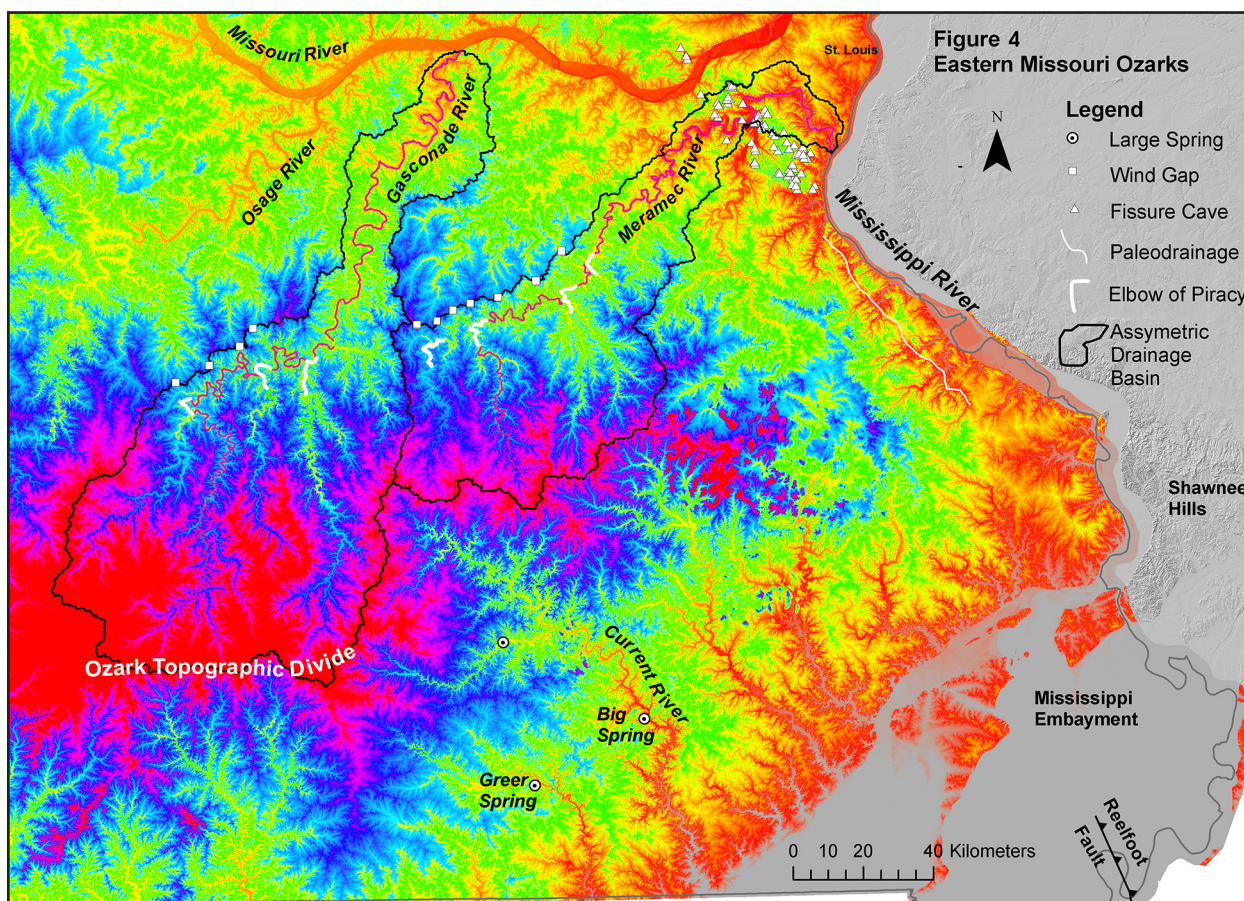 Figure 4
Eastern Missouri Ozarks
N
Legend
Large Spring
Wind Gap
Fissure Cave
Paleodrainage
Elbow of Piracy
Assymetric
Drainage
Basin
Missouri River
St. Louis
Osage River
Gasconade River
Meramec River
Mississippi River
Shawnee
Hills
Ozark Topographic Divide
Current River
Big
Spring
Greer
Spring
Mississippi
Embayment
Reelfoot
Fault
0 10 20 40 Kilometers